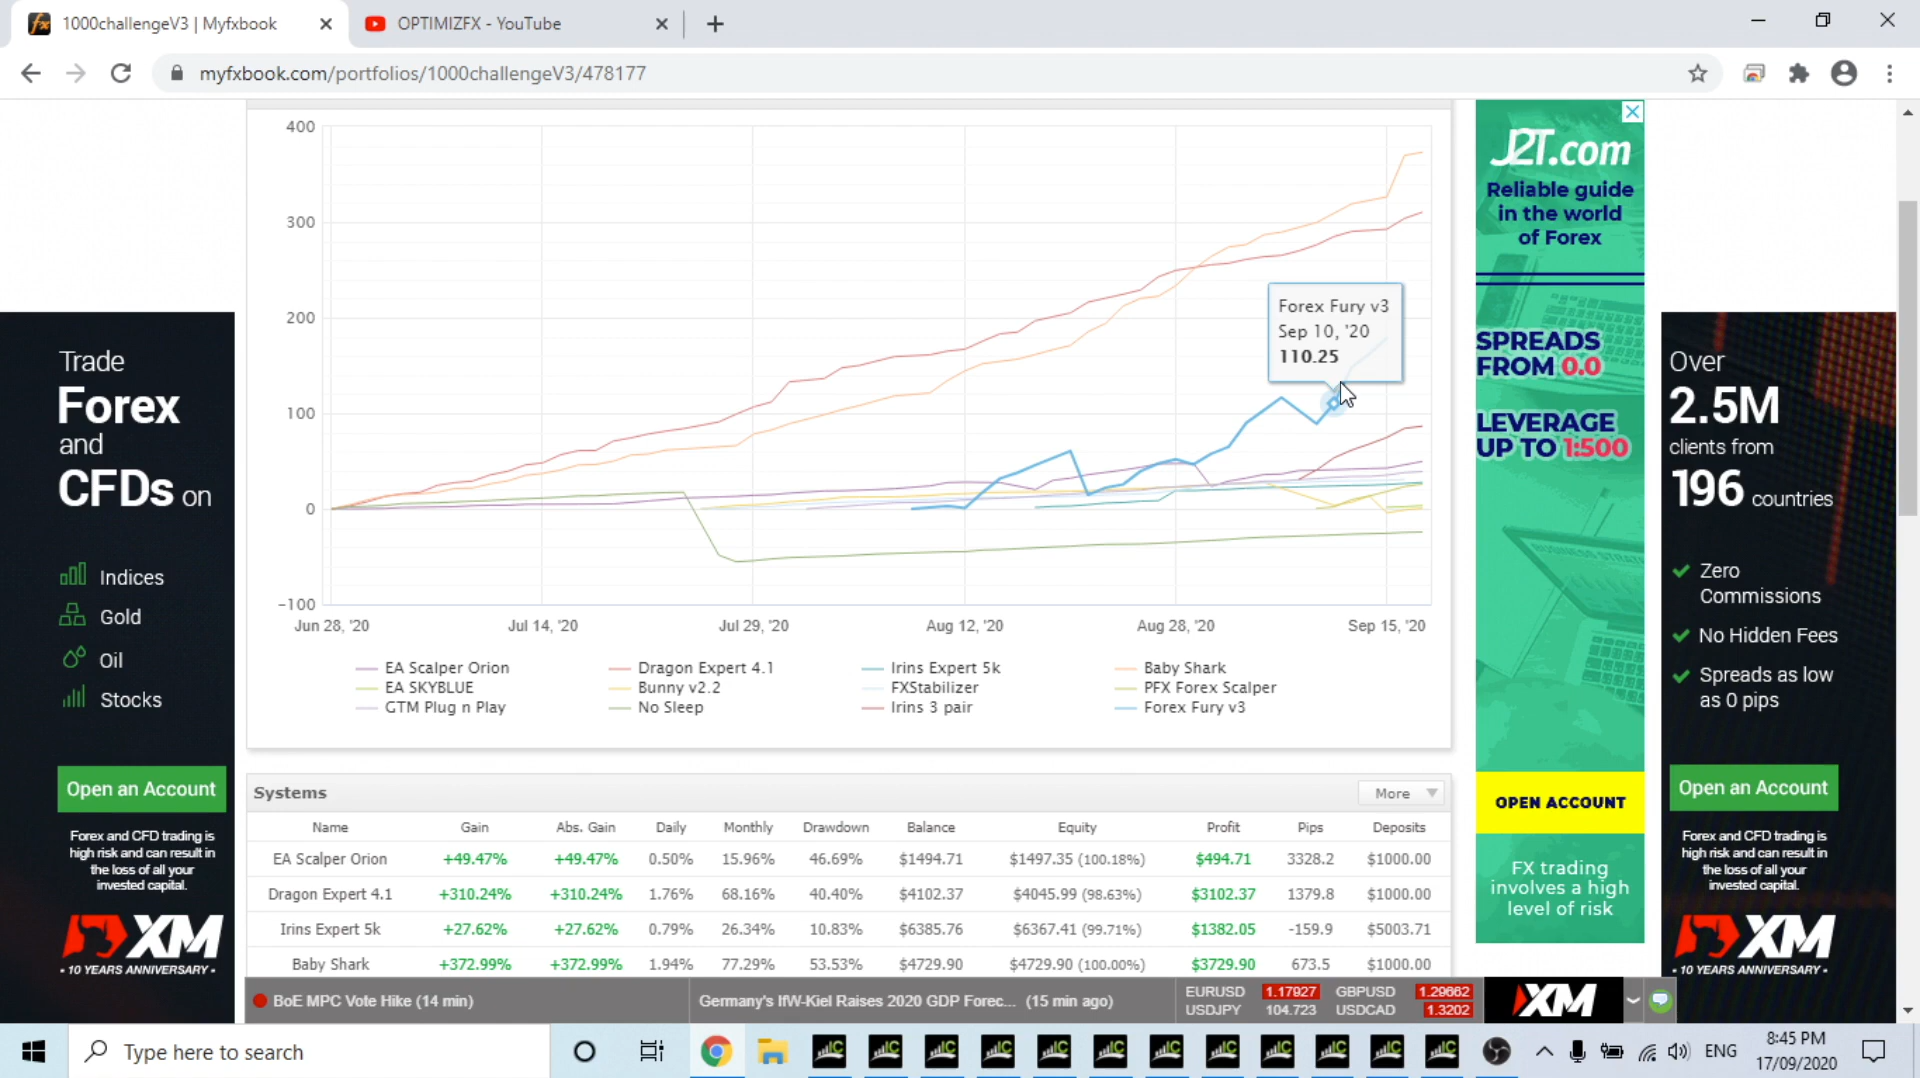 1000challengeV3 | Myfxbook
OPTIMIZFX - YouTube
myfxbook.com/portfolios/1000challengeV3/478177
400
300
200
100
0
-100
Jun 28, '20
Jul 14, '20
Jul 29, '20
Aug 12, '20
Aug 28, '20
Sep 15, '20
Forex Fury v3
Sep 10, '20
110.25
EA Scalper Orion
Dragon Expert 4.1
Irins Expert 5k
Baby Shark
EA SKYBLUE
Bunny v2.2
FXStabilizer
PFX Forex Scalper
GTM Plug n Play
No Sleep
Irins 3 pair
Forex Fury v3
Systems
More
Name Gain Abs. Gain Daily Monthly Drawdown Balance Equity Profit Pips Deposits
EA Scalper Orion +49.47% +49.47% 0.50% 15.96% 46.69% $1494.71 $1497.35 (100.18%) $494.71 3328.2 $1000.00
Dragon Expert 4.1 +310.24% +310.24% 1.76% 68.16% 40.40% $4102.37 $4045.99 (98.63%) $3102.37 1379.8 $1000.00
Irins Expert 5k +27.62% +27.62% 0.79% 26.34% 10.83% $6385.76 $6367.41 (99.71%) $1382.05 -159.9 $5003.71
Baby Shark +372.99% +372.99% 1.94% 77.29% 53.53% $4729.90 $4729.90 (100.00%) $3729.90 673.5 $1000.00
Trade
Forex
and
CFDs on
Indices
Gold
Oil
Stocks
Open an Account
Forex and CFD trading is
high risk and can result in
the loss of all your
invested capital.
XM
• 10 YEARS ANNIVERSARY •
J2T.com
Reliable guide
in the world
of Forex
SPREADS
FROM 0.0
LEVERAGE
UP TO 1:500
OPEN ACCOUNT
FX trading
involves a high
level of risk
Over
2.5M
clients from
196 countries
Zero
Commissions
No Hidden Fees
Spreads as low
as 0 pips
Open an Account
Forex and CFD trading is
high risk and can result in
the loss of all your
invested capital.
XM
• 10 YEARS ANNIVERSARY •
BoE MPC Vote Hike (14 min)
Germany's IfW-Kiel Raises 2020 GDP Forec... (15 min ago)
EURUSD 1.17927 GBPUSD 1.29662
USDJPY 104.723 USDCAD 1.3202
XM
Type here to search
ENG
8:45 PM
17/09/2020